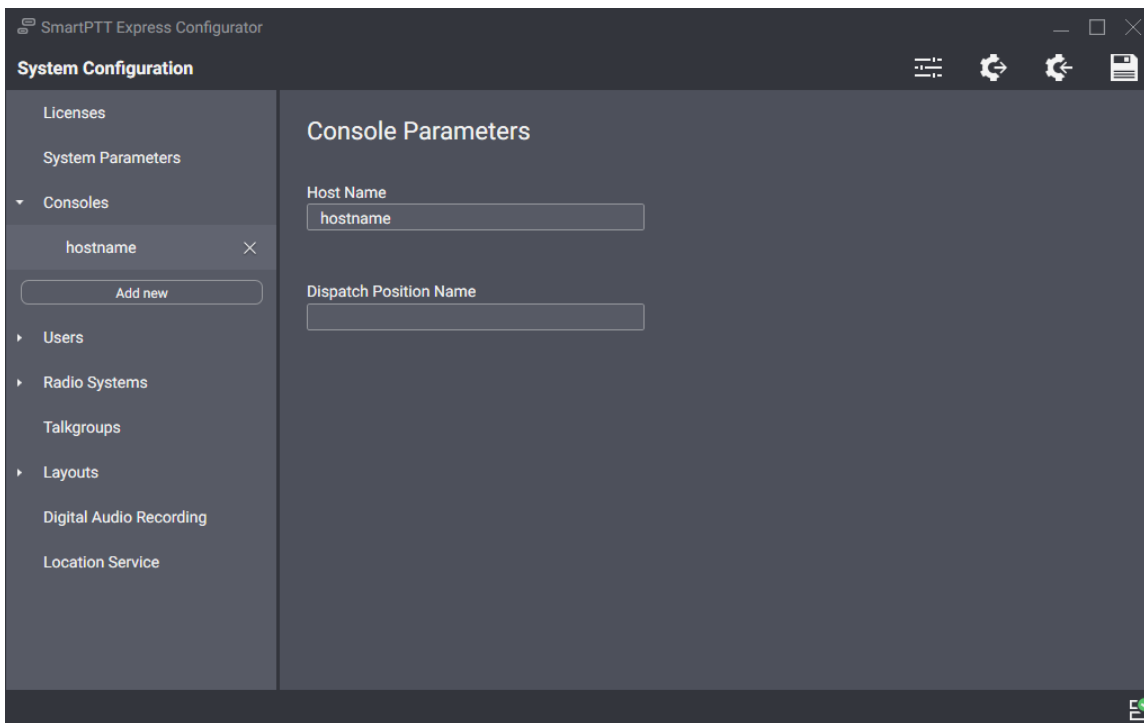 SmartPTT Express Configurator
System Configuration
Licenses
System Parameters
Consoles
hostname
Add new
Users
Radio Systems
Talkgroups
Layouts
Digital Audio Recording
Location Service
Console Parameters
Host Name
hostname
Dispatch Position Name